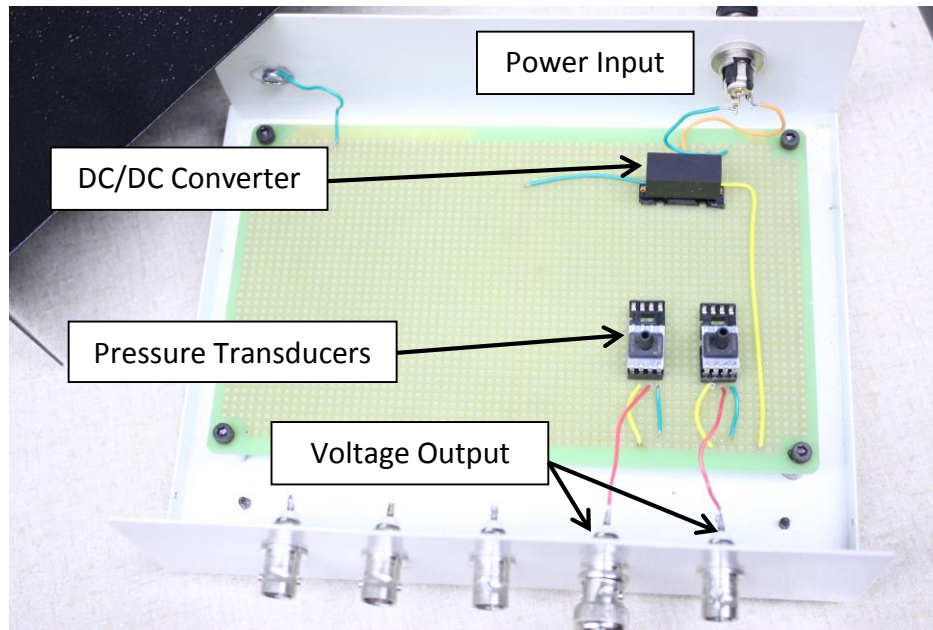 Power Input
DC/DC Converter
Pressure Transducers
Voltage Output